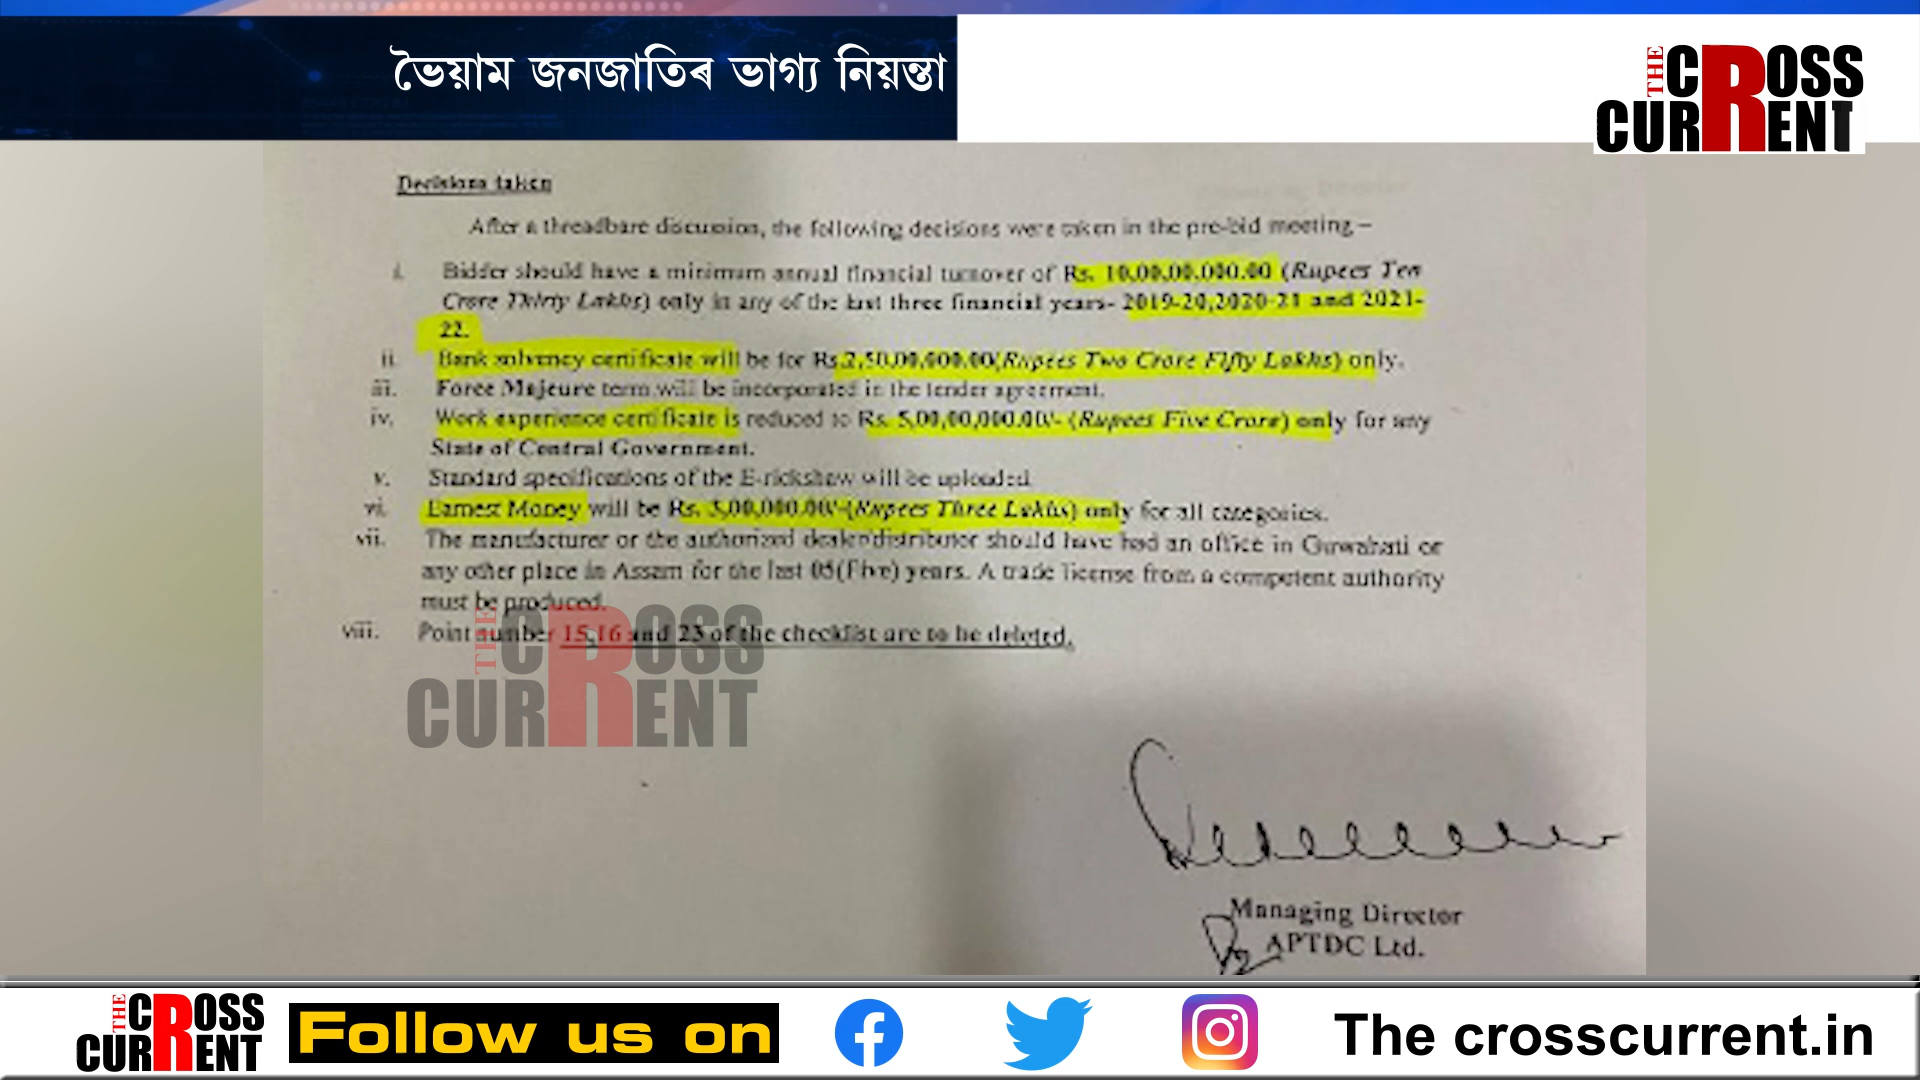 ভৈয়াম জনজাতিৰ ভাগ্য নিয়ন্তা
THE CROSS
CURRENT
Decisions taken
After a threadbare discussion, the following decisions were taken in the pre-bid meeting –
i. Bidder should have a minimum annual financial turnover of Rs. 10,00,00,000.00 (Rupees Ten
Crore Thirty Lakhs) only in any of the last three financial years- 2019-20,2020-21 and 2021-
22.
ii. Bank solvency certificate will be for Rs.2,50,00,000.00(Rupees Two Crore Fifty Lakhs) only.
iii. Force Majeure term will be incorporated in the tender agreement.
iv. Work experience certificate is reduced to Rs. 5,00,00,000.00/- (Rupees Five Crore) only for any
State of Central Government.
v. Standard specifications of the E-rickshaw will be uploaded.
vi. Earnest Money will be Rs. 3,00,000.00/-(Rupees Three Lakhs) only for all categories.
vii. The manufacturer or the authorized dealer/distributor should have had an office in Guwahati or
any other place in Assam for the last 05(Five) years. A trade license from a competent authority
must be produced.
viii. Point number 15,16 and 23 of the checklist are to be deleted.
THE CROSS
CURRENT
Managing Director
APTDC Ltd.
THE CROSS
CURRENT
Follow us on
The crosscurrent.in